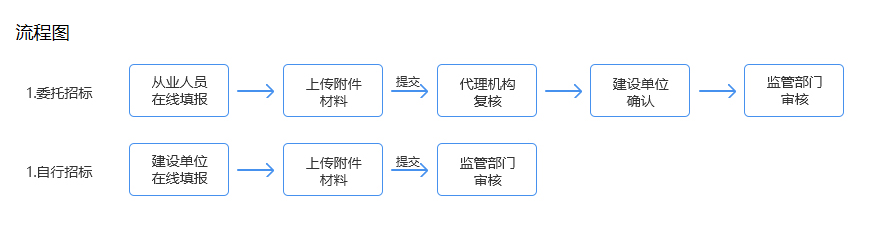 流程图
1.委托招标
从业人员
在线填报
上传附件
材料
提交
代理机构
复核
建设单位
确认
监管部门
审核
1.自行招标
建设单位
在线填报
上传附件
材料
提交
监管部门
审核